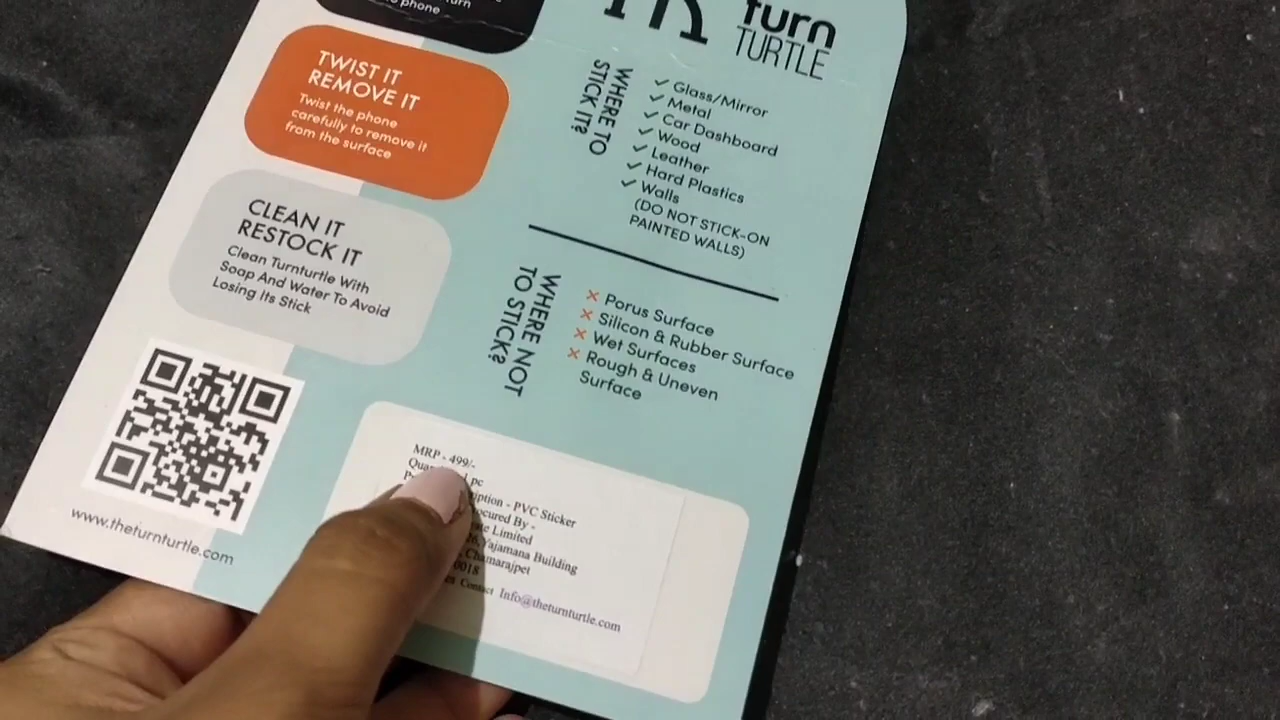 phone
TWIST IT
REMOVE IT
Twist the phone
carefully to remove it
from the surface
CLEAN IT
RESTOCK IT
Clean Turnturtle With
Soap And Water To Avoid
Losing Its Stick
www.theturnturtle.com
turn
TURTLE
WHERE TO
STICK IT?
Glass/Mirror
Metal
Car Dashboard
Wood
Leather
Hard Plastics
Walls
(DO NOT STICK-ON
PAINTED WALLS)
WHERE NOT
TO STICK?
Porus Surface
Silicon & Rubber Surface
Wet Surfaces
Rough & Uneven
Surface
MRP - 499/-
pc
- PVC Sticker
By -
Limited
Yajamana Building
Chamarajpet
Contact Info@theturnturtle.com